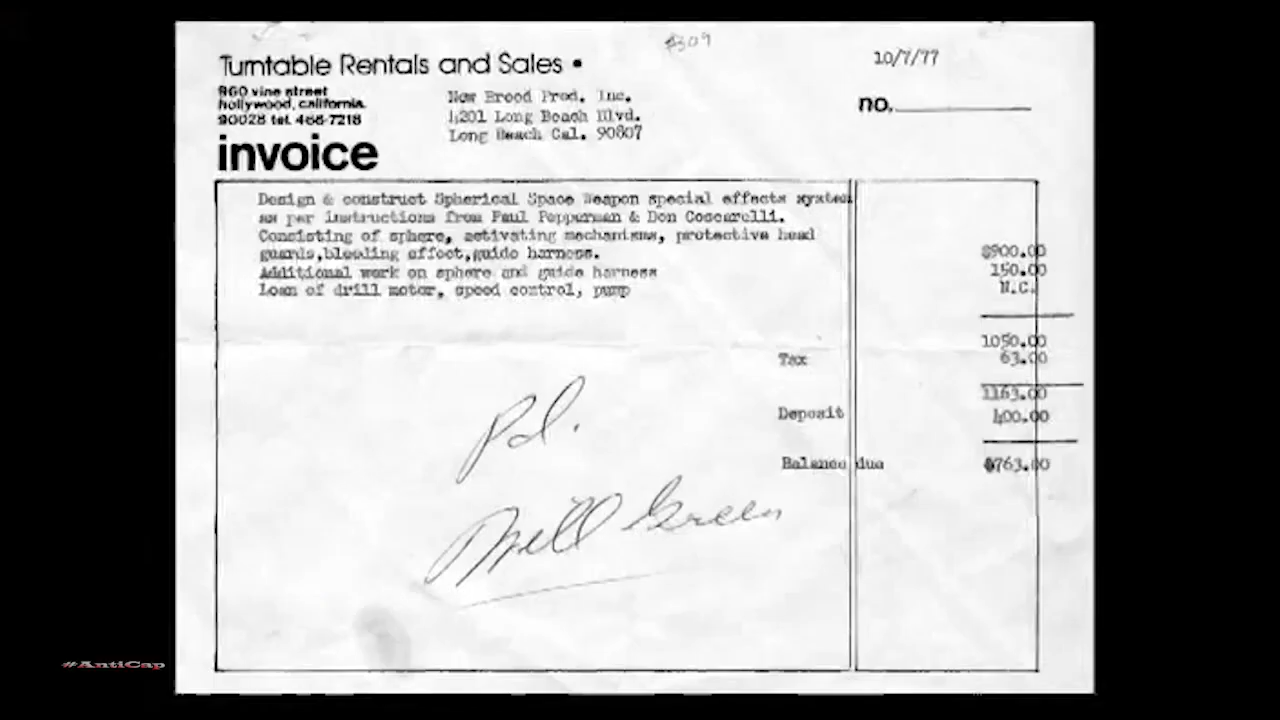 $309
Turntable Rentals and Sales •
10/7/77
860 vine street
hollywood, california
90028 tel. 466-7218
New Breed Prod. Inc.
4201 Long Beach Blvd.
Long Beach Cal. 90807
no.
invoice
Design & construct Spherical Space Weapon special effects system
as per instructions from Paul Pepperman & Don Coscarelli.
Consisting of sphere, activating mechanisms, protective head
guards,bleeding effect,guide harness. $900.00
Additional work on sphere and guide harness 150.00
Loan of drill motor, speed control, pump N.C.
1050.00
Tax 63.00
1163.00
Deposit 400.00
Balance due $763.00
Pd.
Will Green
#AntiCap